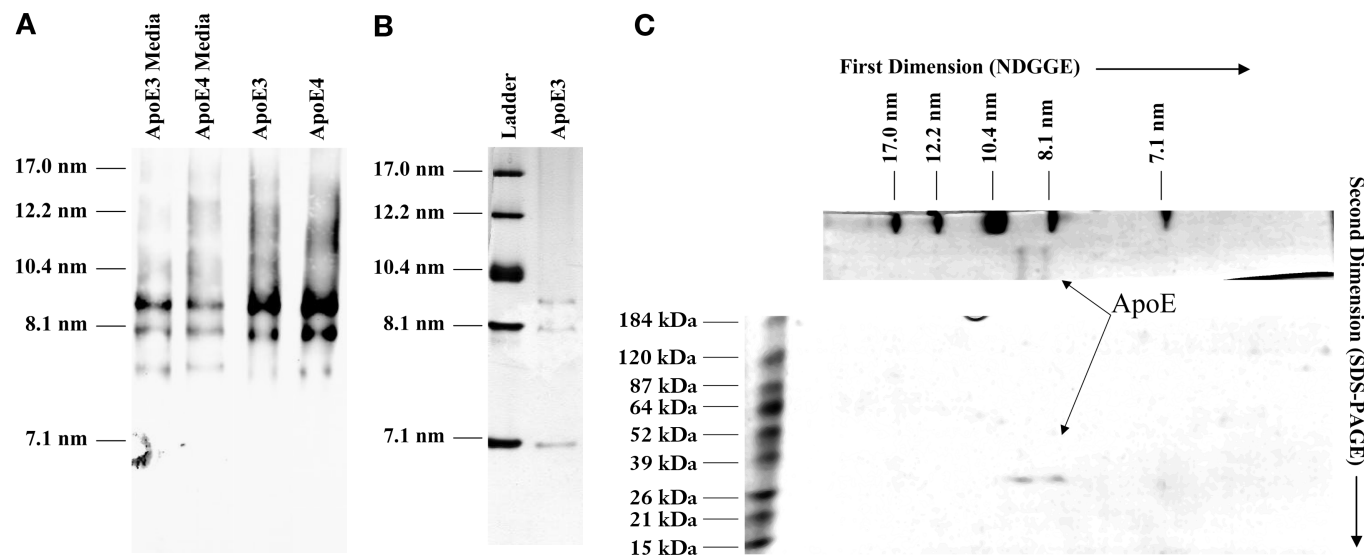 A
ApoE3 Media
ApoE4 Media
ApoE3
ApoE4
17.0 nm
12.2 nm
10.4 nm
8.1 nm
7.1 nm
B
Ladder
ApoE3
17.0 nm
12.2 nm
10.4 nm
8.1 nm
7.1 nm
C
First Dimension (NDGGE)
17.0 nm
12.2 nm
10.4 nm
8.1 nm
7.1 nm
ApoE
184 kDa
120 kDa
87 kDa
64 kDa
52 kDa
39 kDa
26 kDa
21 kDa
15 kDa
Second Dimension (SDS-PAGE)